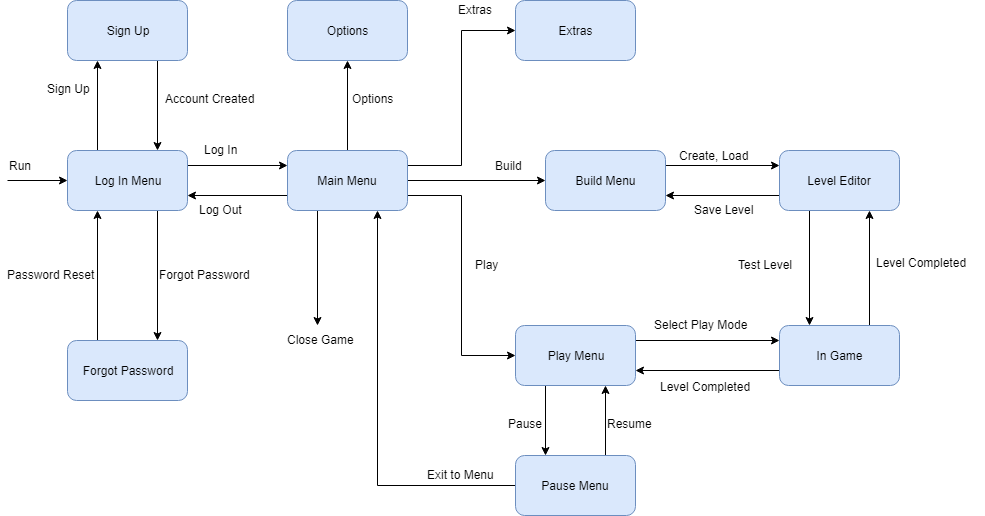 Extras
Sign Up
Options
Extras
Sign Up
Account Created
Options
Run
Log In
Build
Create, Load
Log In Menu
Main Menu
Build Menu
Level Editor
Log Out
Save Level
Password Reset
Forgot Password
Play
Test Level
Level Completed
Close Game
Select Play Mode
Forgot Password
Play Menu
In Game
Level Completed
Pause
Resume
Exit to Menu
Pause Menu